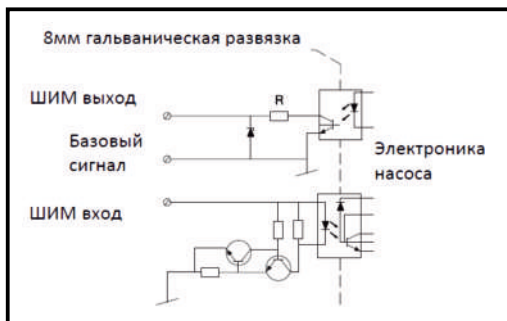 8мм гальваническая развязка
ШИМ выход
R
Базовый
сигнал
Электроника
насоса
ШИМ вход